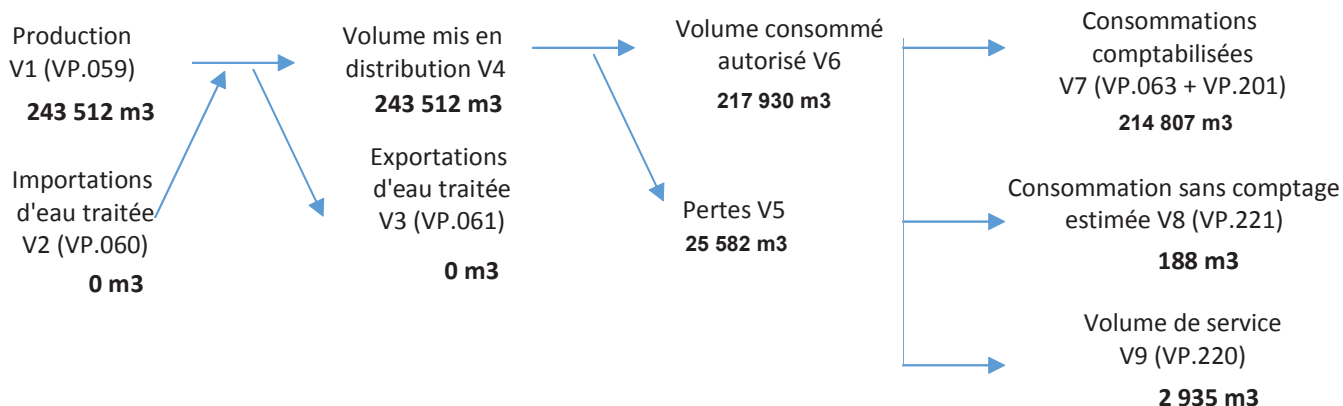 Production
V1 (VP.059)
243 512 m3
Importations
d'eau traitée
V2 (VP.060)
0 m3
Volume mis en
distribution V4
243 512 m3
Exportations
d'eau traitée
V3 (VP.061)
0 m3
Volume consommé
autorisé V6
217 930 m3
Pertes V5
25 582 m3
Consommations
comptabilisées
V7 (VP.063 + VP.201)
214 807 m3
Consommation sans comptage
estimée V8 (VP.221)
188 m3
Volume de service
V9 (VP.220)
2 935 m3